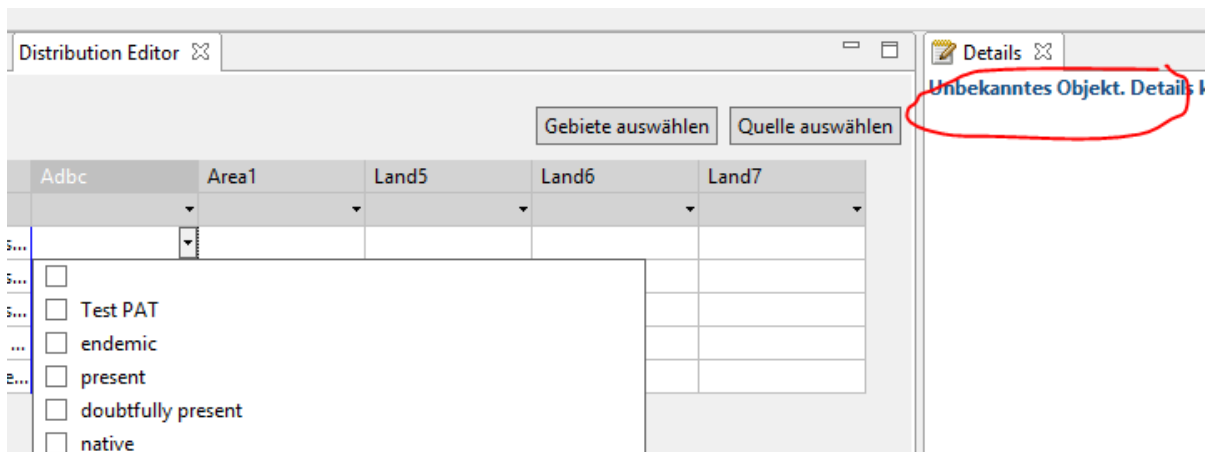 Distribution Editor
Details
Unbekanntes Objekt. Details
Gebiete auswählen Quelle auswählen
Adbc Area1 Land5 Land6 Land7
s...
s...
Test PAT
s...
endemic
...
present
e...
doubtfully present
native